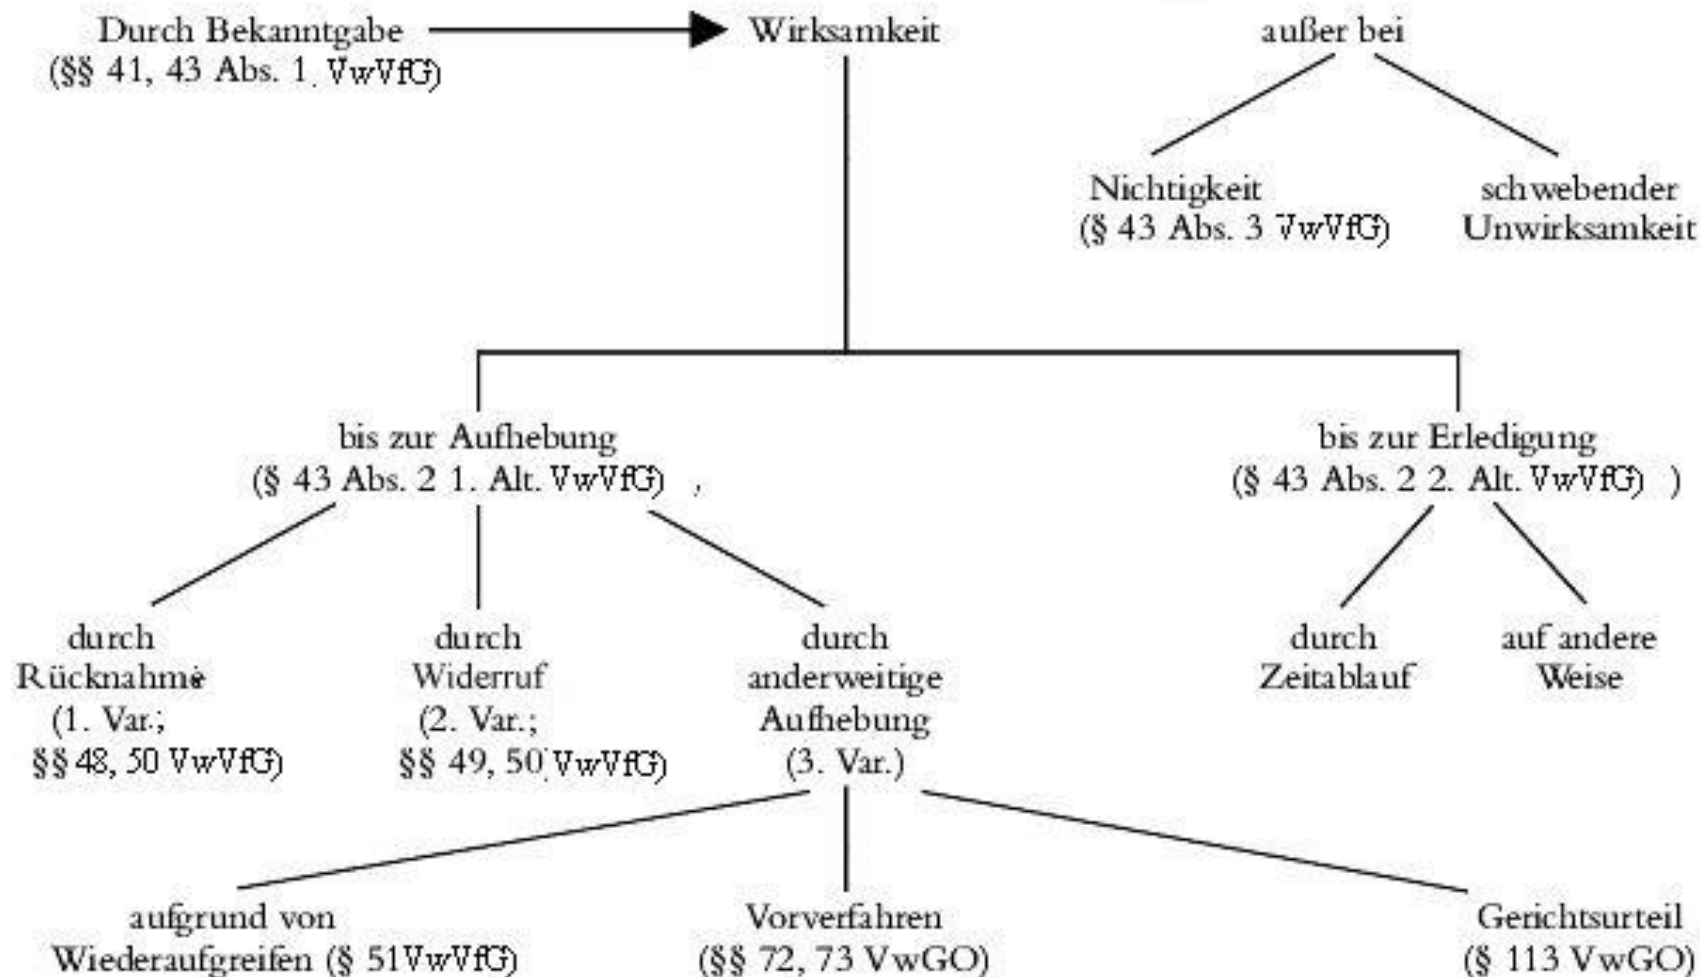 Durch Bekanntgabe
(§§ 41, 43 Abs. 1 VwVfG)
Wirksamkeit
außer bei
Nichtigkeit
(§ 43 Abs. 3 VwVfG)
schwebender
Unwirksamkeit
bis zur Aufhebung
(§ 43 Abs. 2 1. Alt. VwVfG) ,
bis zur Erledigung
(§ 43 Abs. 2 2. Alt. VwVfG) )
durch
Rücknahme
(1. Var.;
§§ 48, 50 VwVfG)
durch
Widerruf
(2. Var.;
§§ 49, 50 VwVfG)
durch
anderweitige
Aufhebung
(3. Var.)
durch
Zeitablauf
auf andere
Weise
aufgrund von
Wiederaufgreifen (§ 51VwVfG)
Vorverfahren
(§§ 72, 73 VwGO)
Gerichtsurteil
(§ 113 VwGO)